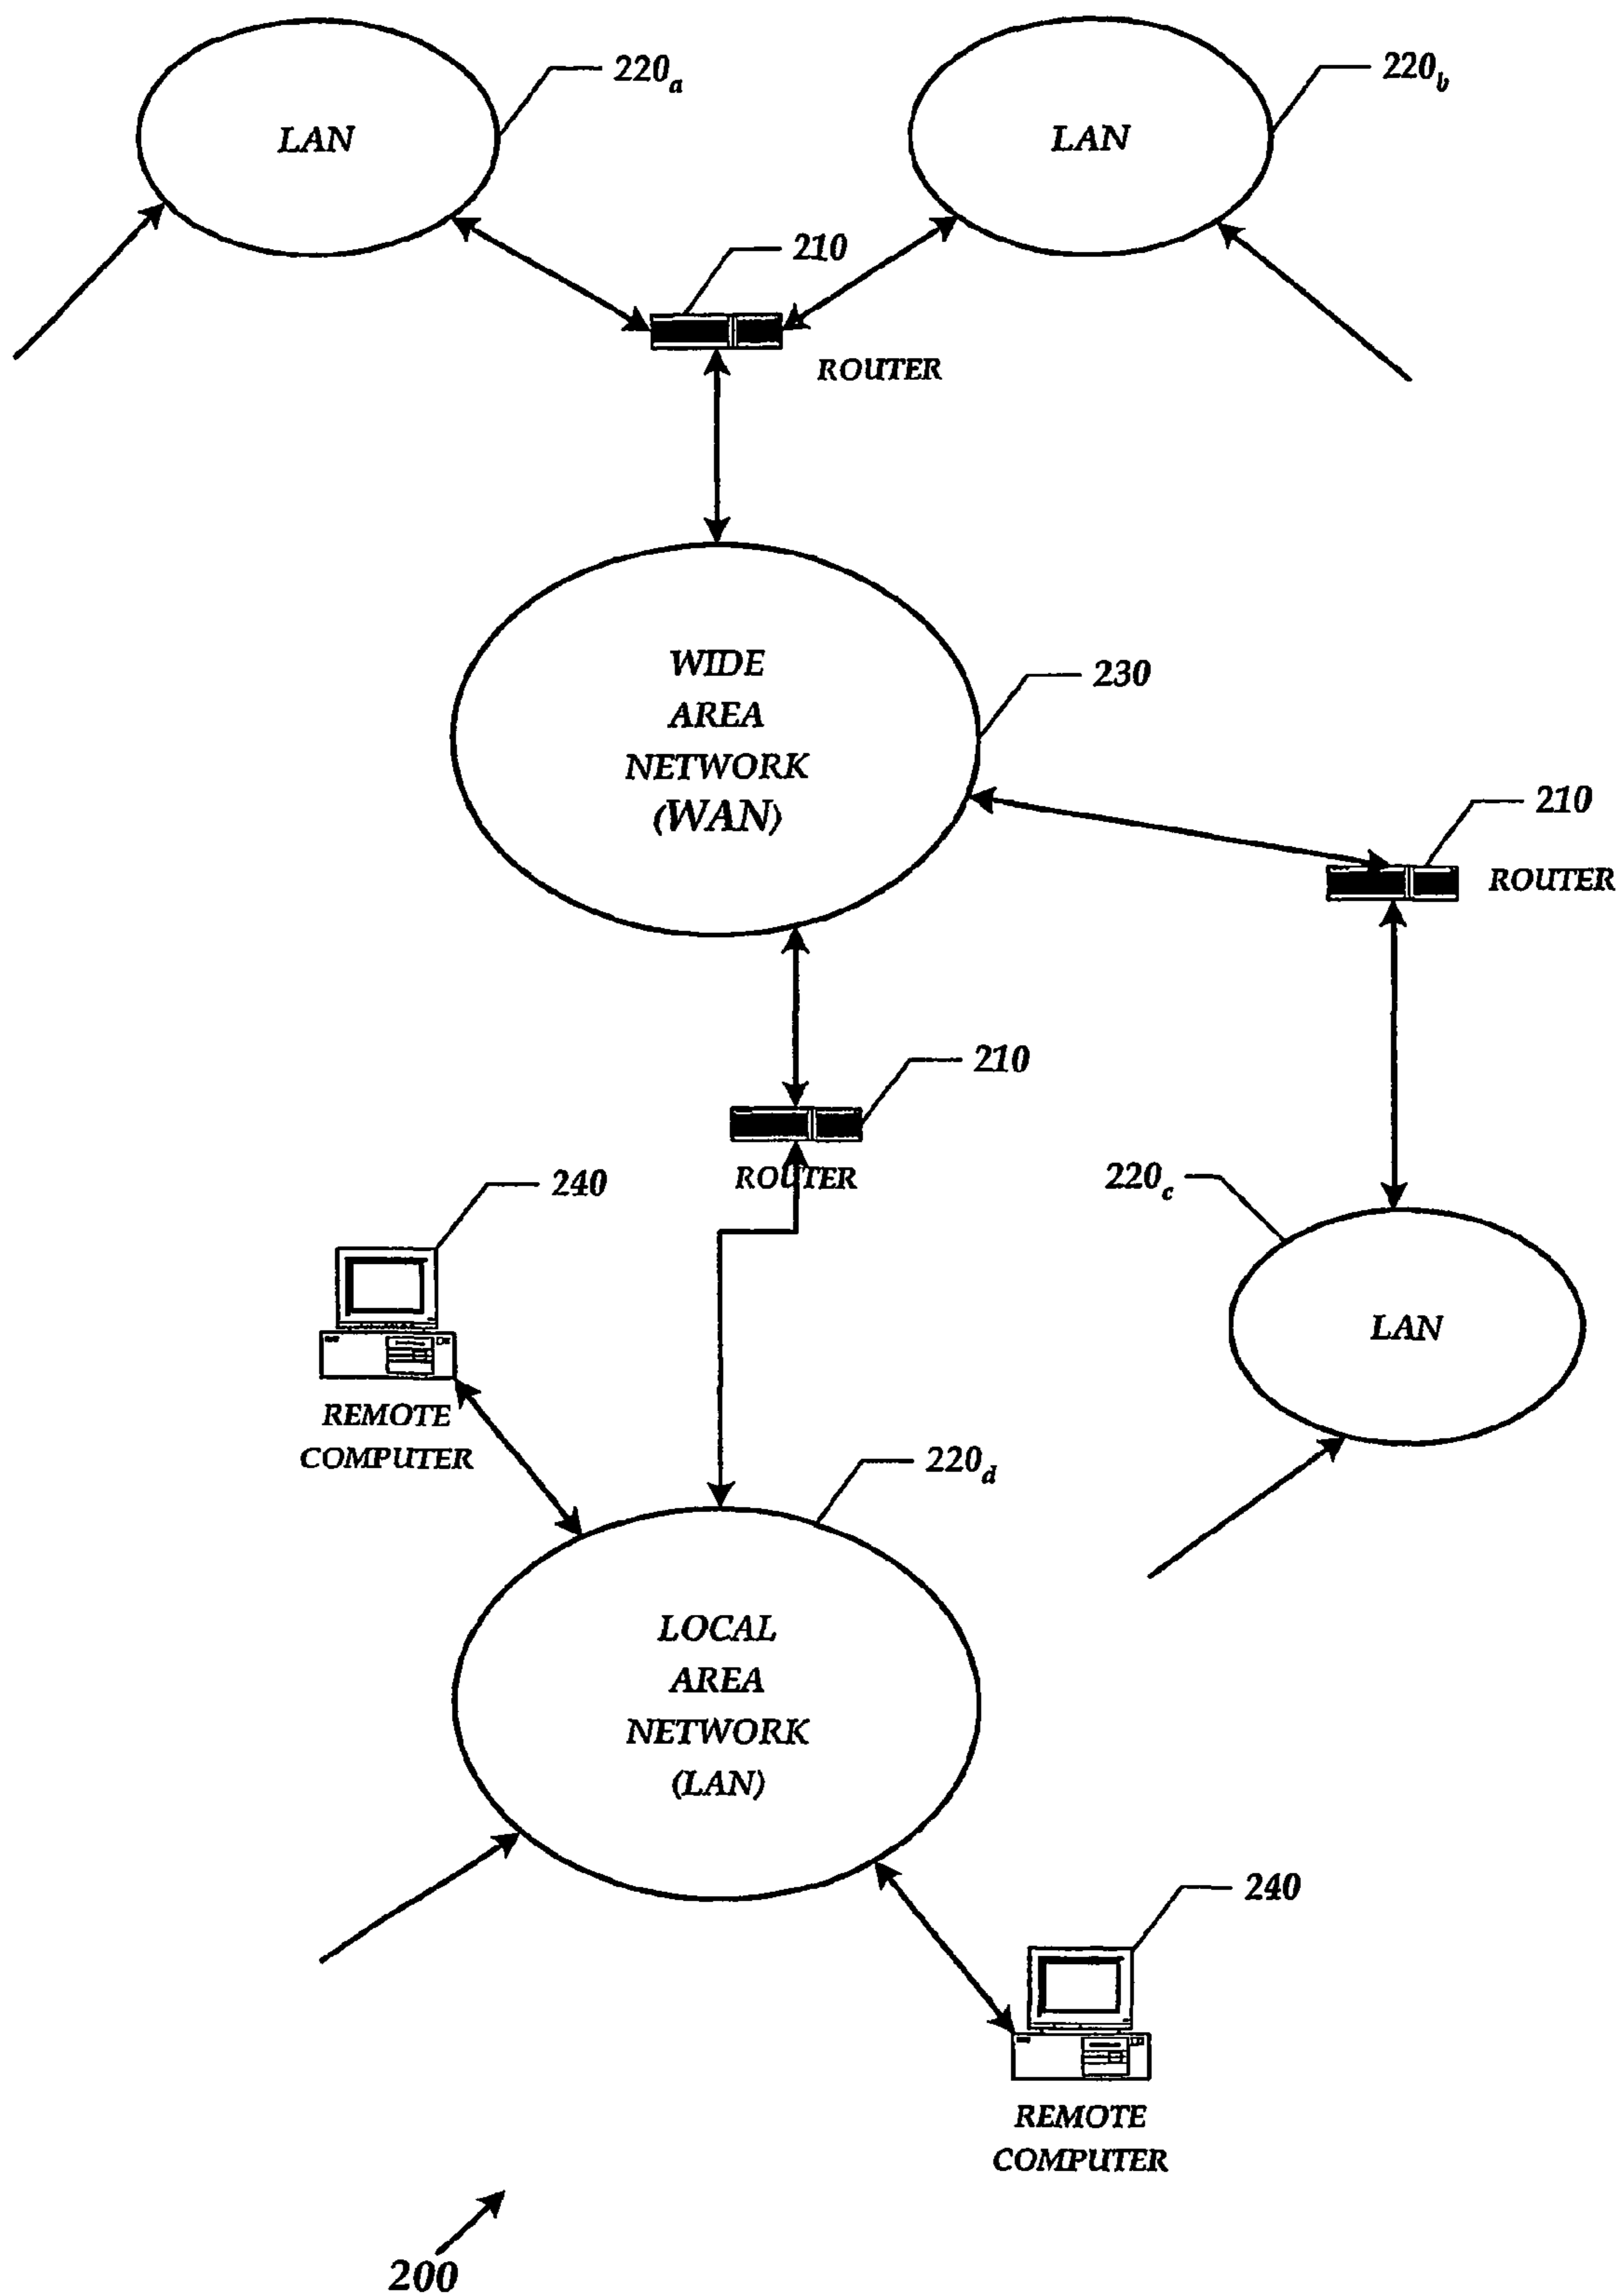 220a
220b
LAN
LAN
210
ROUTER
WIDE
AREA
NETWORK
(WAN)
230
210
ROUTER
210
ROUTER
240
220c
REMOTE
COMPUTER
LAN
220d
LOCAL
AREA
NETWORK
(LAN)
240
REMOTE
COMPUTER
200